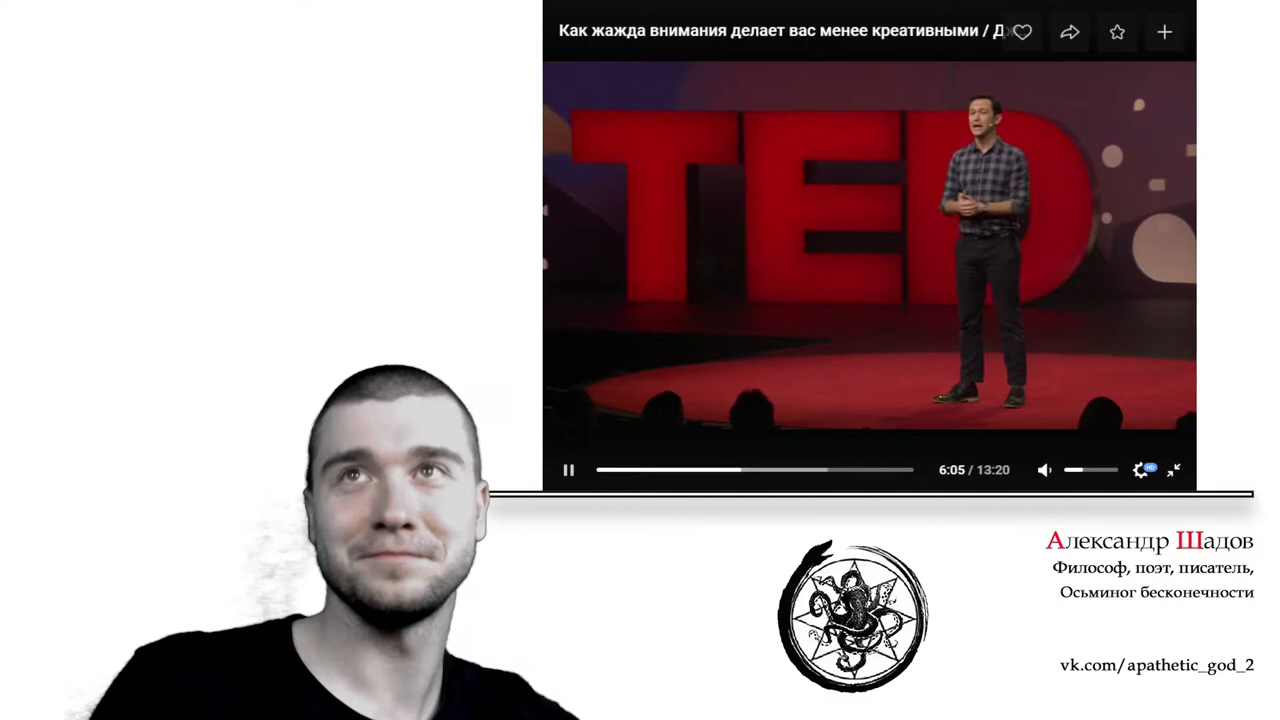 Как жажда внимания делает вас менее креативными /
TED
6:05 / 13:20
HD
Александр Шадов
Философ, поэт, писатель,
Осьминог бесконечности
vk.com/apathetic_god_2